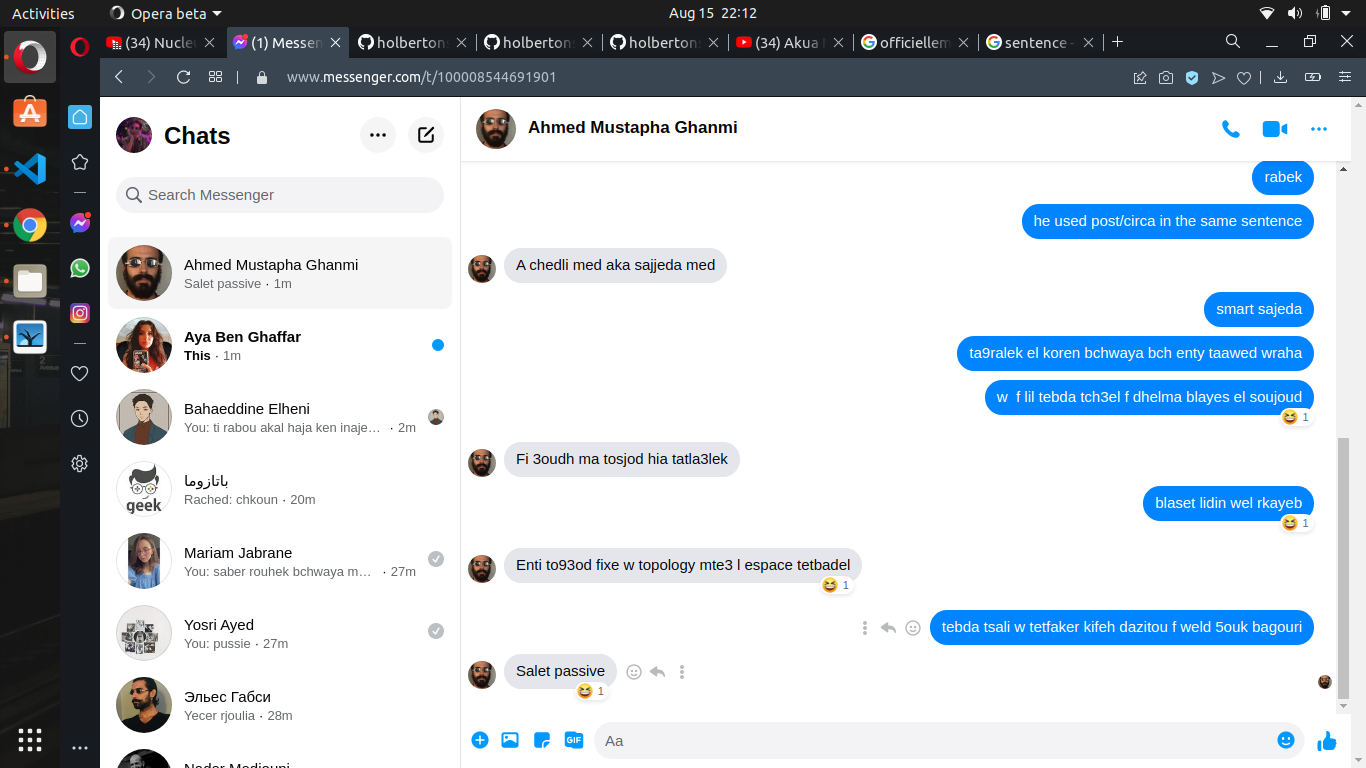 Activities
Opera beta
Aug 15 22:12
(34) Nucleu
(1) Messen
holberton
holberton
holberton
(34) Akua
officiellem
sentence -
www.messenger.com/t/100008544691901
Chats
Search Messenger
Ahmed Mustapha Ghanmi
Salet passive · 1m
Aya Ben Ghaffar
This · 1m
Bahaeddine Elheni
You: ti rabou akal haja ken inaje… · 2m
geek
باتازوما
Rached: chkoun · 20m
Mariam Jabrane
You: saber rouhek bchwaya m… · 27m
Yosri Ayed
You: pussie · 27m
Эльес Габси
Yecer rjoulia · 28m
Ahmed Mustapha Ghanmi
rabek
he used post/circa in the same sentence
A chedli med aka sajjeda med
smart sajeda
ta9ralek el koren bchwaya bch enty taawed wraha
w f lil tebda tch3el f dhelma blayes el soujoud
1
Fi 3oudh ma tosjod hia tatla3lek
blaset lidin wel rkayeb
1
Enti to93od fixe w topology mte3 l espace tetbadel
1
tebda tsali w tetfaker kifeh dazitou f weld 5ouk bagouri
Salet passive
1
GIF
Aa